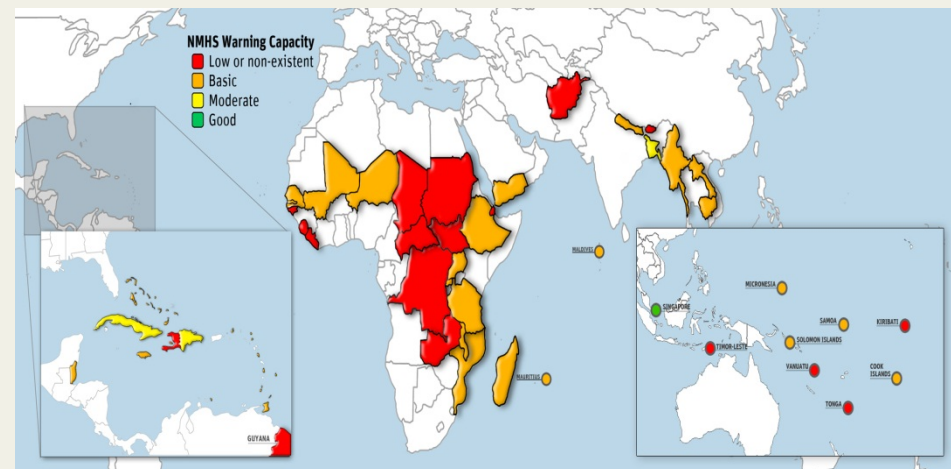 NMHS Warning Capacity
Low or non-existent
Basic
Moderate
Good
MALDIVES
MAURITIUS
GUYANA
MICRONESIA
SINGAPORE
SAMOA
KIRIBATI
SOLOMON ISLANDS
TIMOR-LESTE
VANUATU
COOK
ISLANDS
TONGA